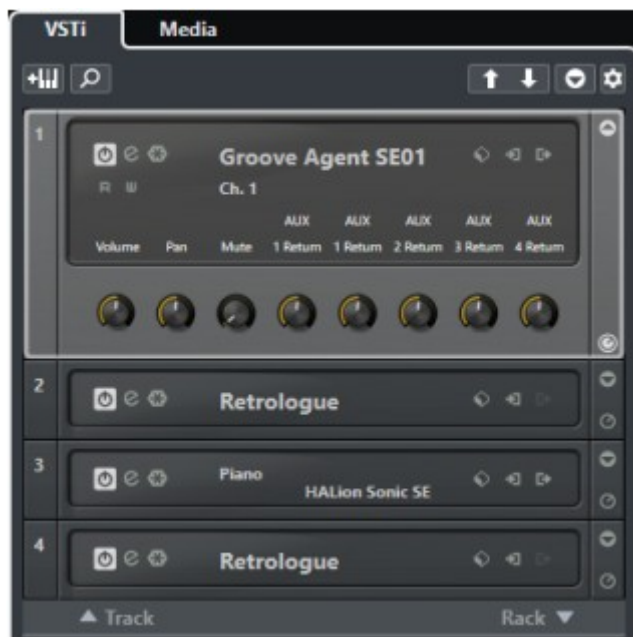 VSTi Media
1
Groove Agent SE01
R W Ch. 1
AUX AUX AUX AUX AUX
Volume Pan Mute 1 Return 1 Return 2 Return 3 Return 4 Return
2
Retrologue
3
Piano
HALion Sonic SE
4
Retrologue
Track Rack